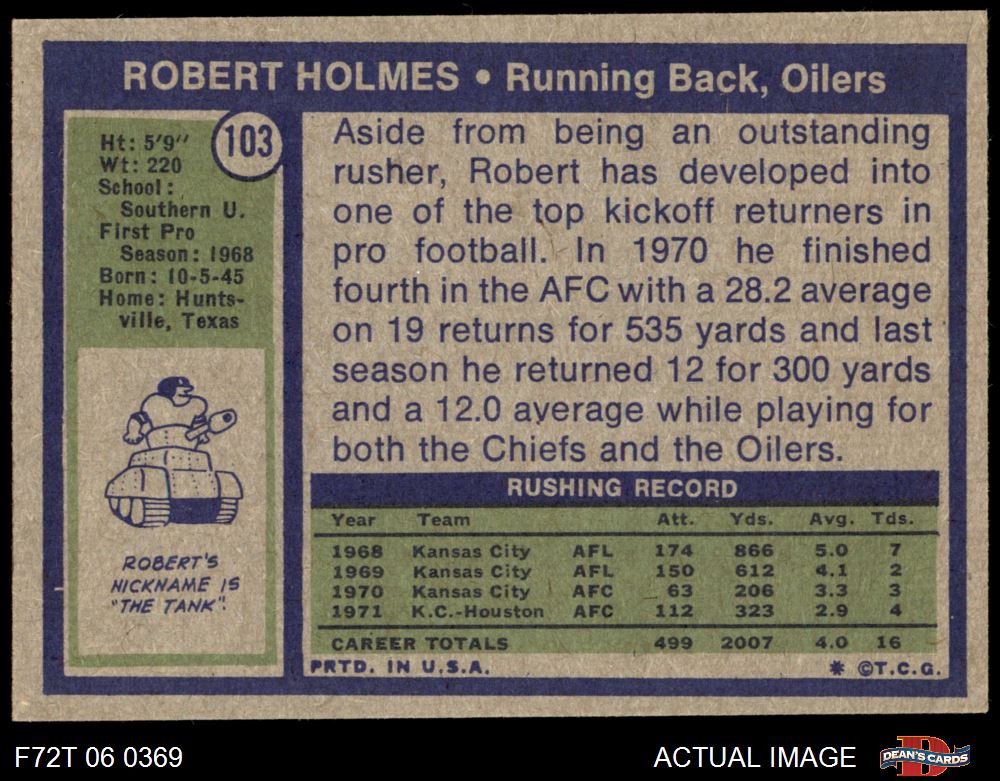 ROBERT HOLMES • Running Back, Oilers
103
Ht: 5'9"
Wt: 220
School:
Southern U.
First Pro
Season: 1968
Born: 10-5-45
Home: Hunts-
ville, Texas
ROBERT'S
NICKNAME IS
"THE TANK".
Aside from being an outstanding
rusher, Robert has developed into
one of the top kickoff returners in
pro football. In 1970 he finished
fourth in the AFC with a 28.2 average
on 19 returns for 535 yards and last
season he returned 12 for 300 yards
and a 12.0 average while playing for
both the Chiefs and the Oilers.
RUSHING RECORD
Year Team Att. Yds. Avg. Tds.
1968 Kansas City AFL 174 866 5.0 7
1969 Kansas City AFL 150 612 4.1 2
1970 Kansas City AFC 63 206 3.3 3
1971 K.C.-Houston AFC 112 323 2.9 4
CAREER TOTALS 499 2007 4.0 16
PRTD. IN U.S.A. * ©T.C.G.
F72T 06 0369 ACTUAL IMAGE DEAN'S CARDS